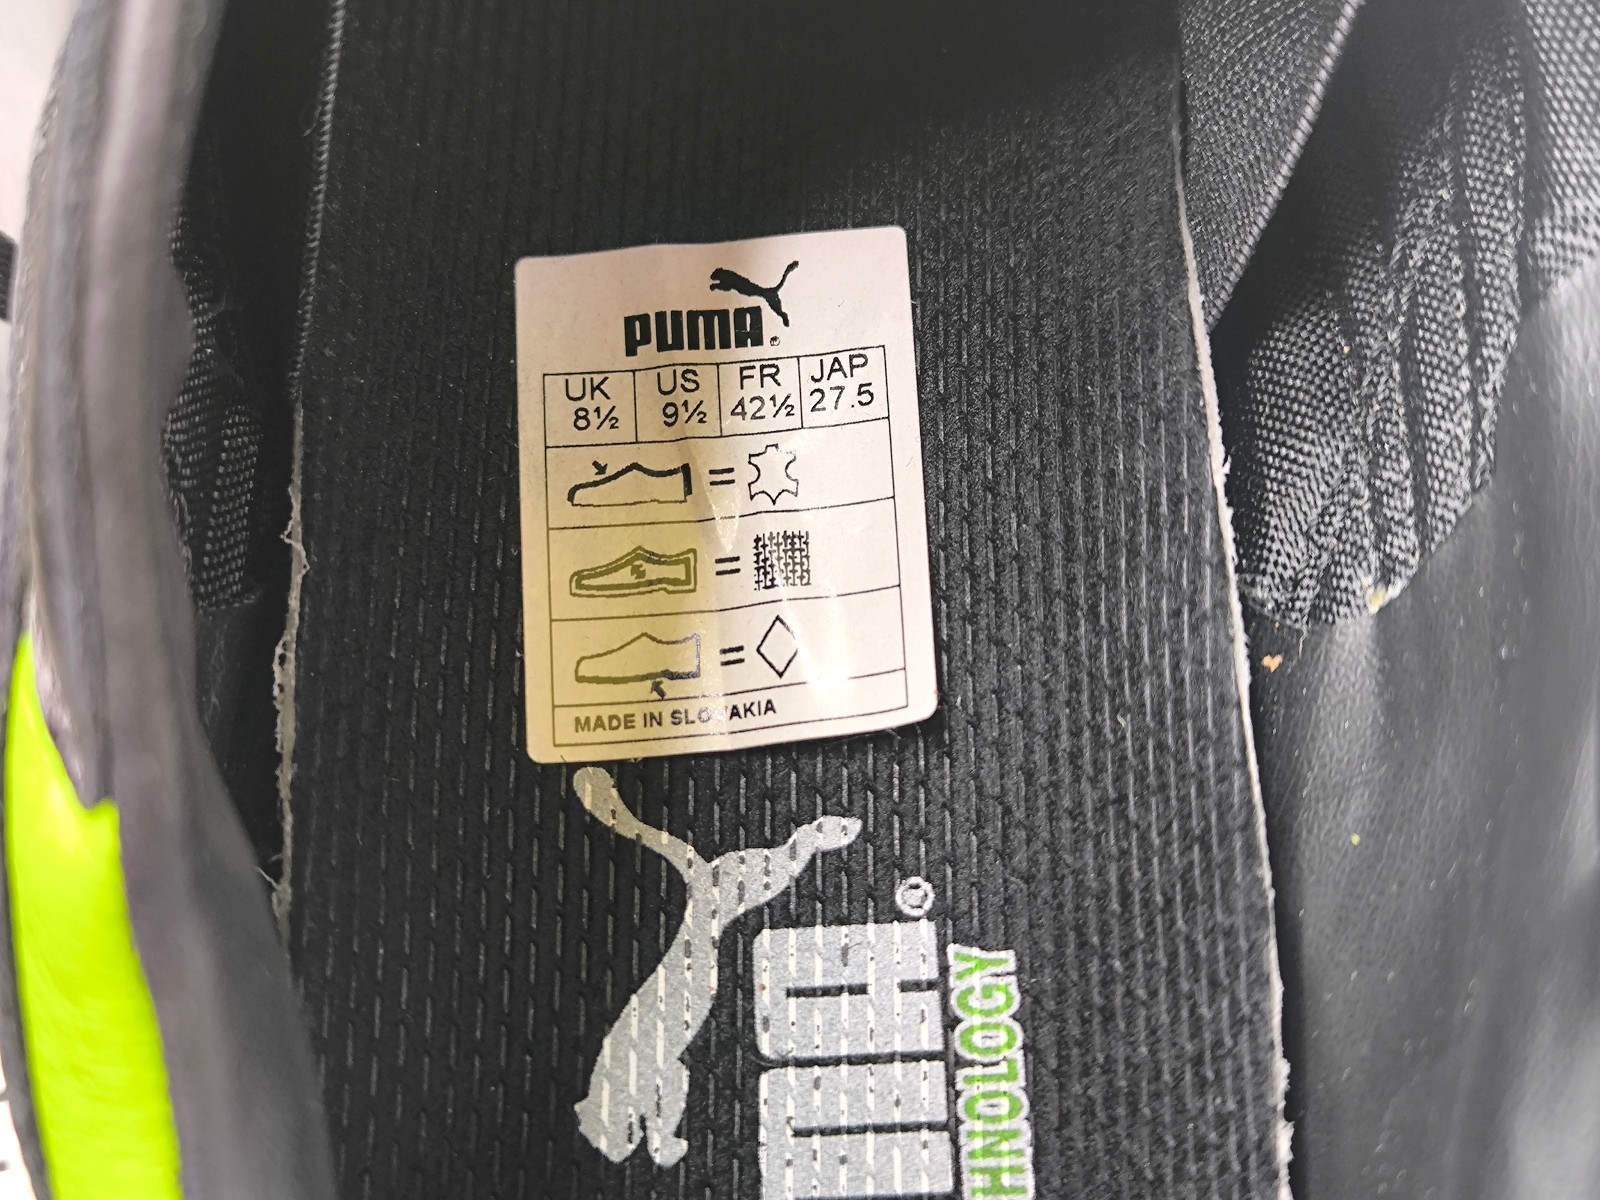 PUMA
UK US FR JAP
8½ 9½ 42½ 27.5
MADE IN SLOVAKIA